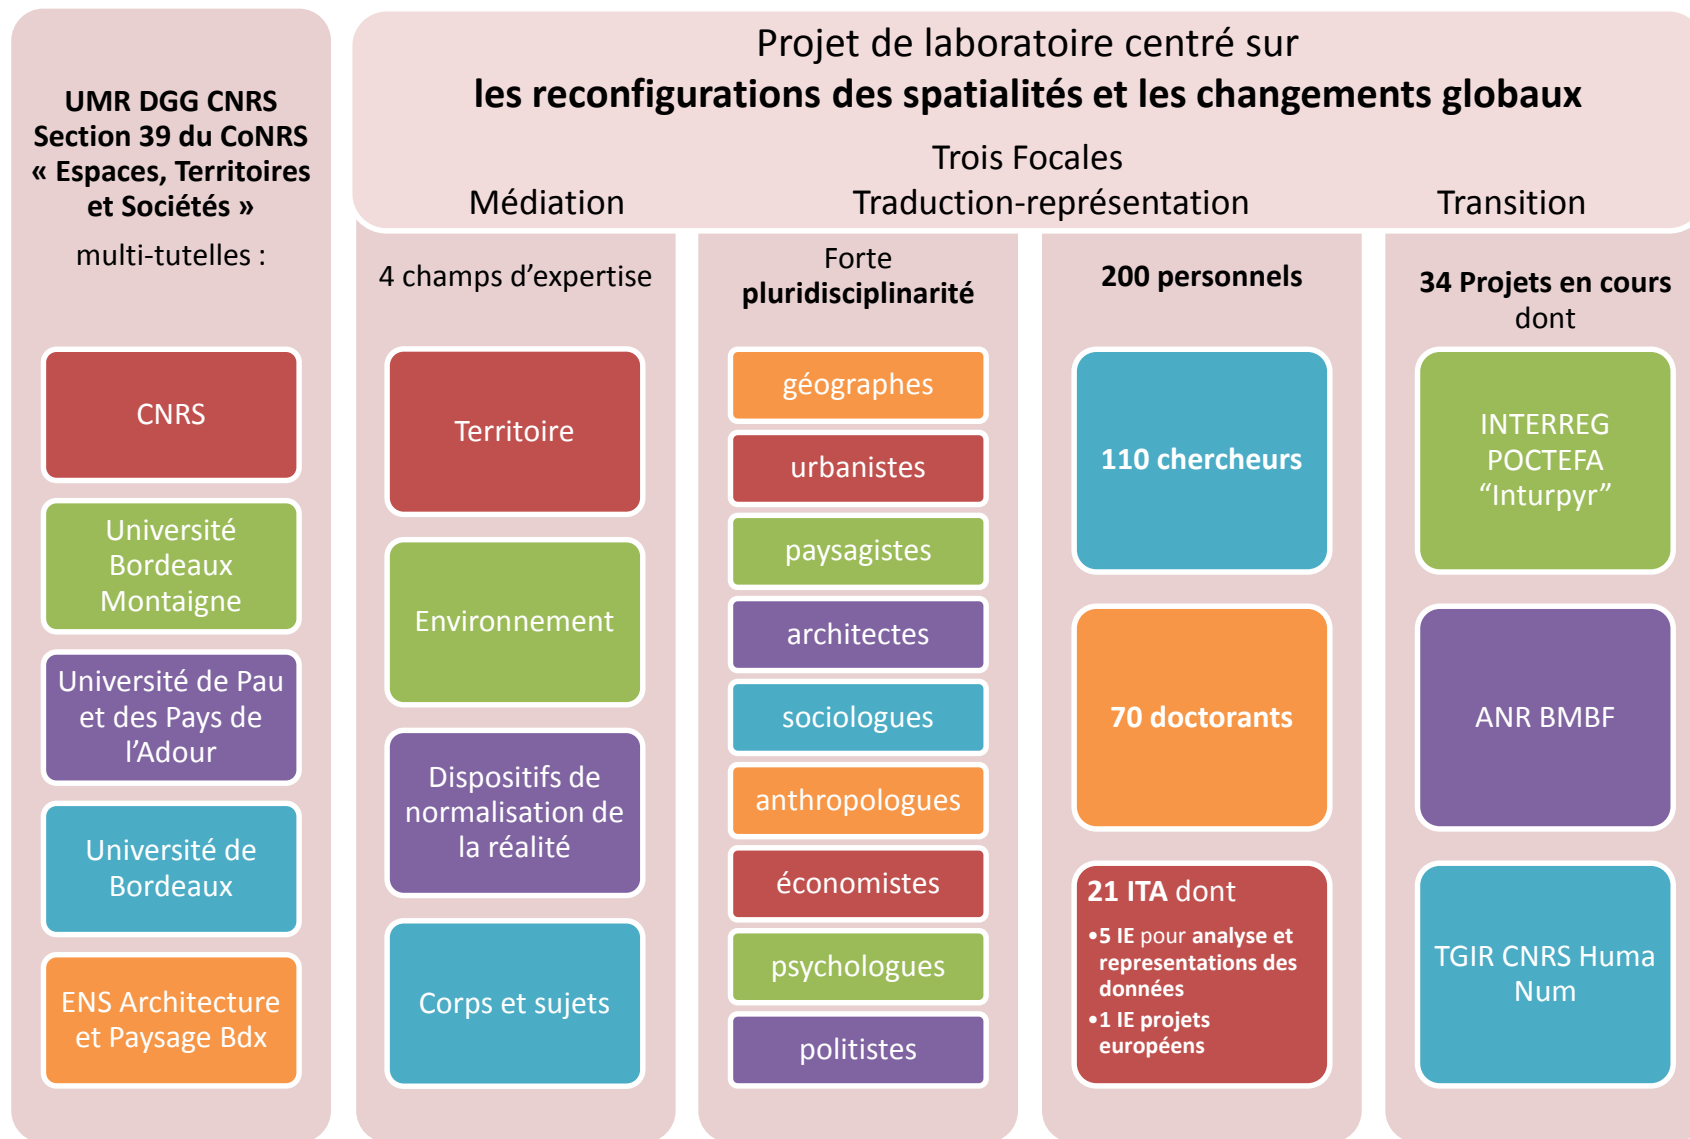 UMR DGG CNRS
Section 39 du CoNRS
« Espaces, Territoires
et Sociétés »
multi-tutelles :
CNRS
Université
Bordeaux
Montaigne
Université de Pau
et des Pays de
l’Adour
Université de
Bordeaux
ENS Architecture
et Paysage Bdx
Projet de laboratoire centré sur
les reconfigurations des spatialités et les changements globaux
Trois Focales
Médiation Traduction-représentation Transition
4 champs d’expertise
Territoire
Environnement
Dispositifs de
normalisation de
la réalité
Corps et sujets
Forte
pluridisciplinarité
géographes
urbanistes
paysagistes
architectes
sociologues
anthropologues
économistes
psychologues
politistes
200 personnels
110 chercheurs
70 doctorants
21 ITA dont
•5 IE pour analyse et
representations des
données
•1 IE projets
européens
34 Projets en cours
dont
INTERREG
POCTEFA
“Inturpyr”
ANR BMBF
TGIR CNRS Huma
Num